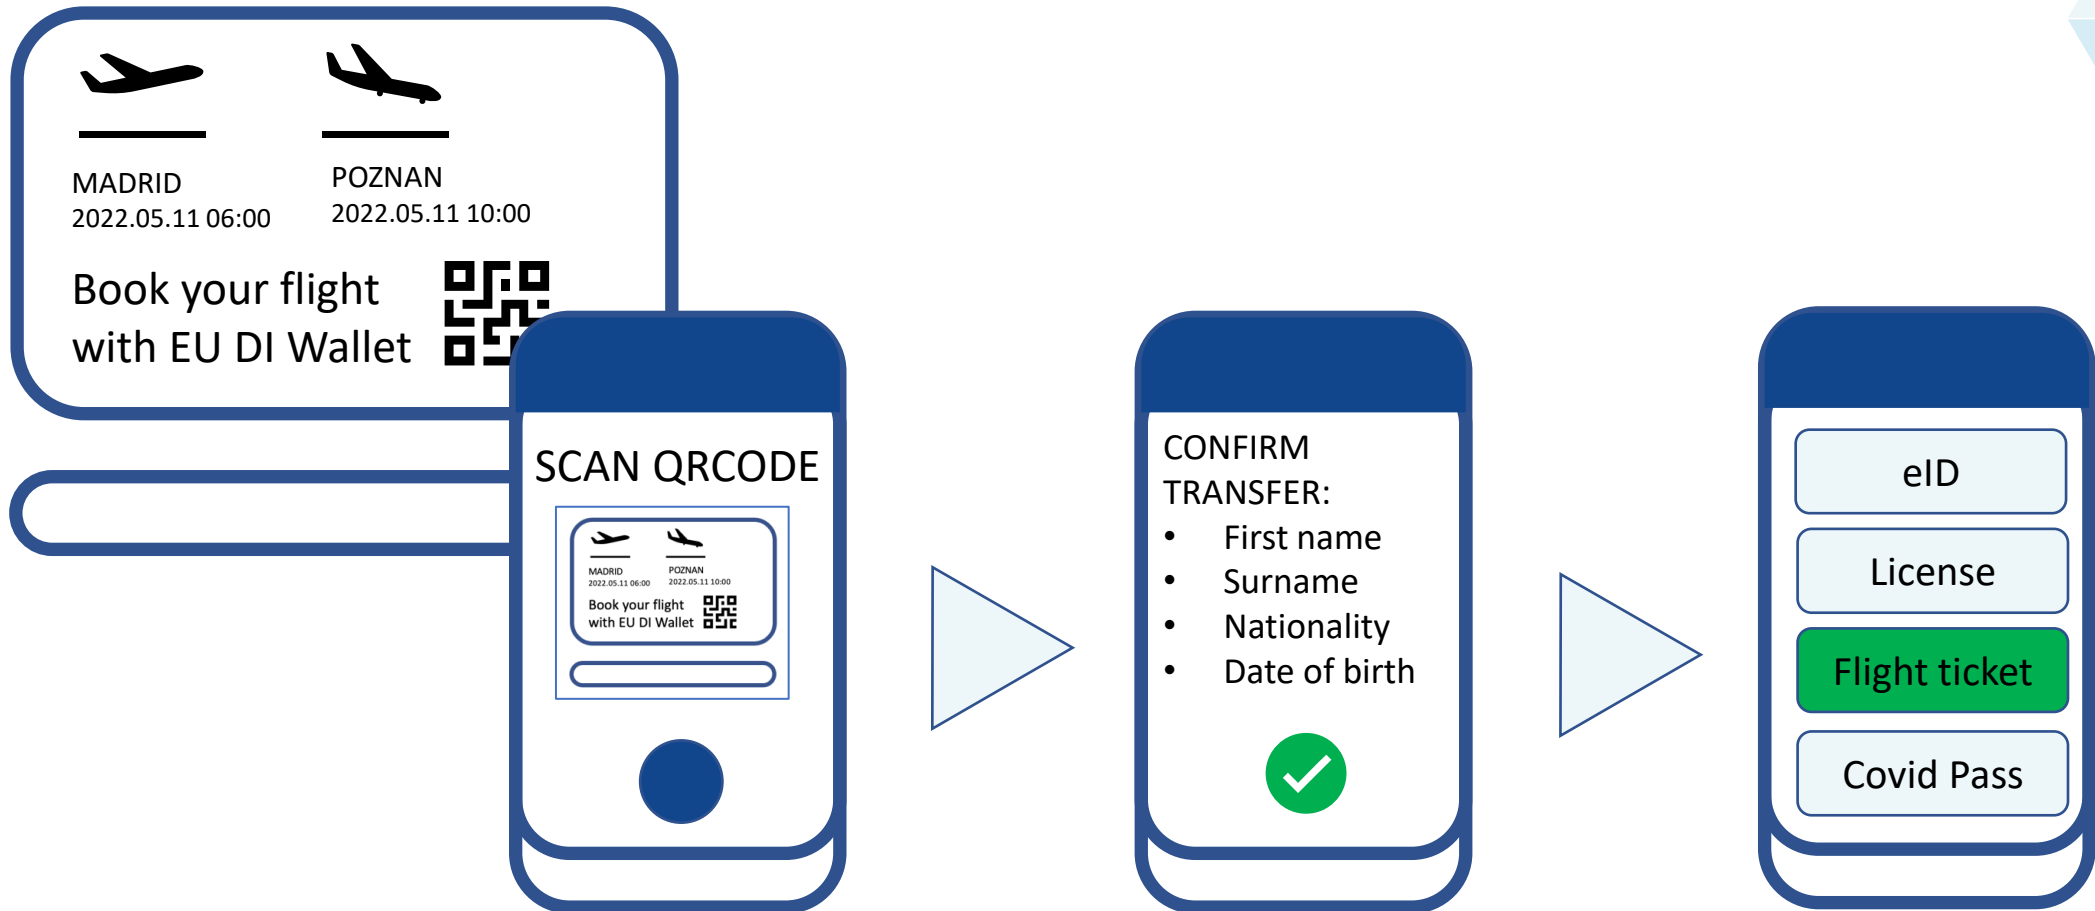 MADRID
2022.05.11 06:00
POZNAN
2022.05.11 10:00
Book your flight
with EU DI Wallet
SCAN QRCODE
MADRID
2022.05.11 06:00
POZNAN
2022.05.11 10:00
Book your flight
with EU DI Wallet
CONFIRM
TRANSFER:
• First name
• Surname
• Nationality
• Date of birth
eID
License
Flight ticket
Covid Pass